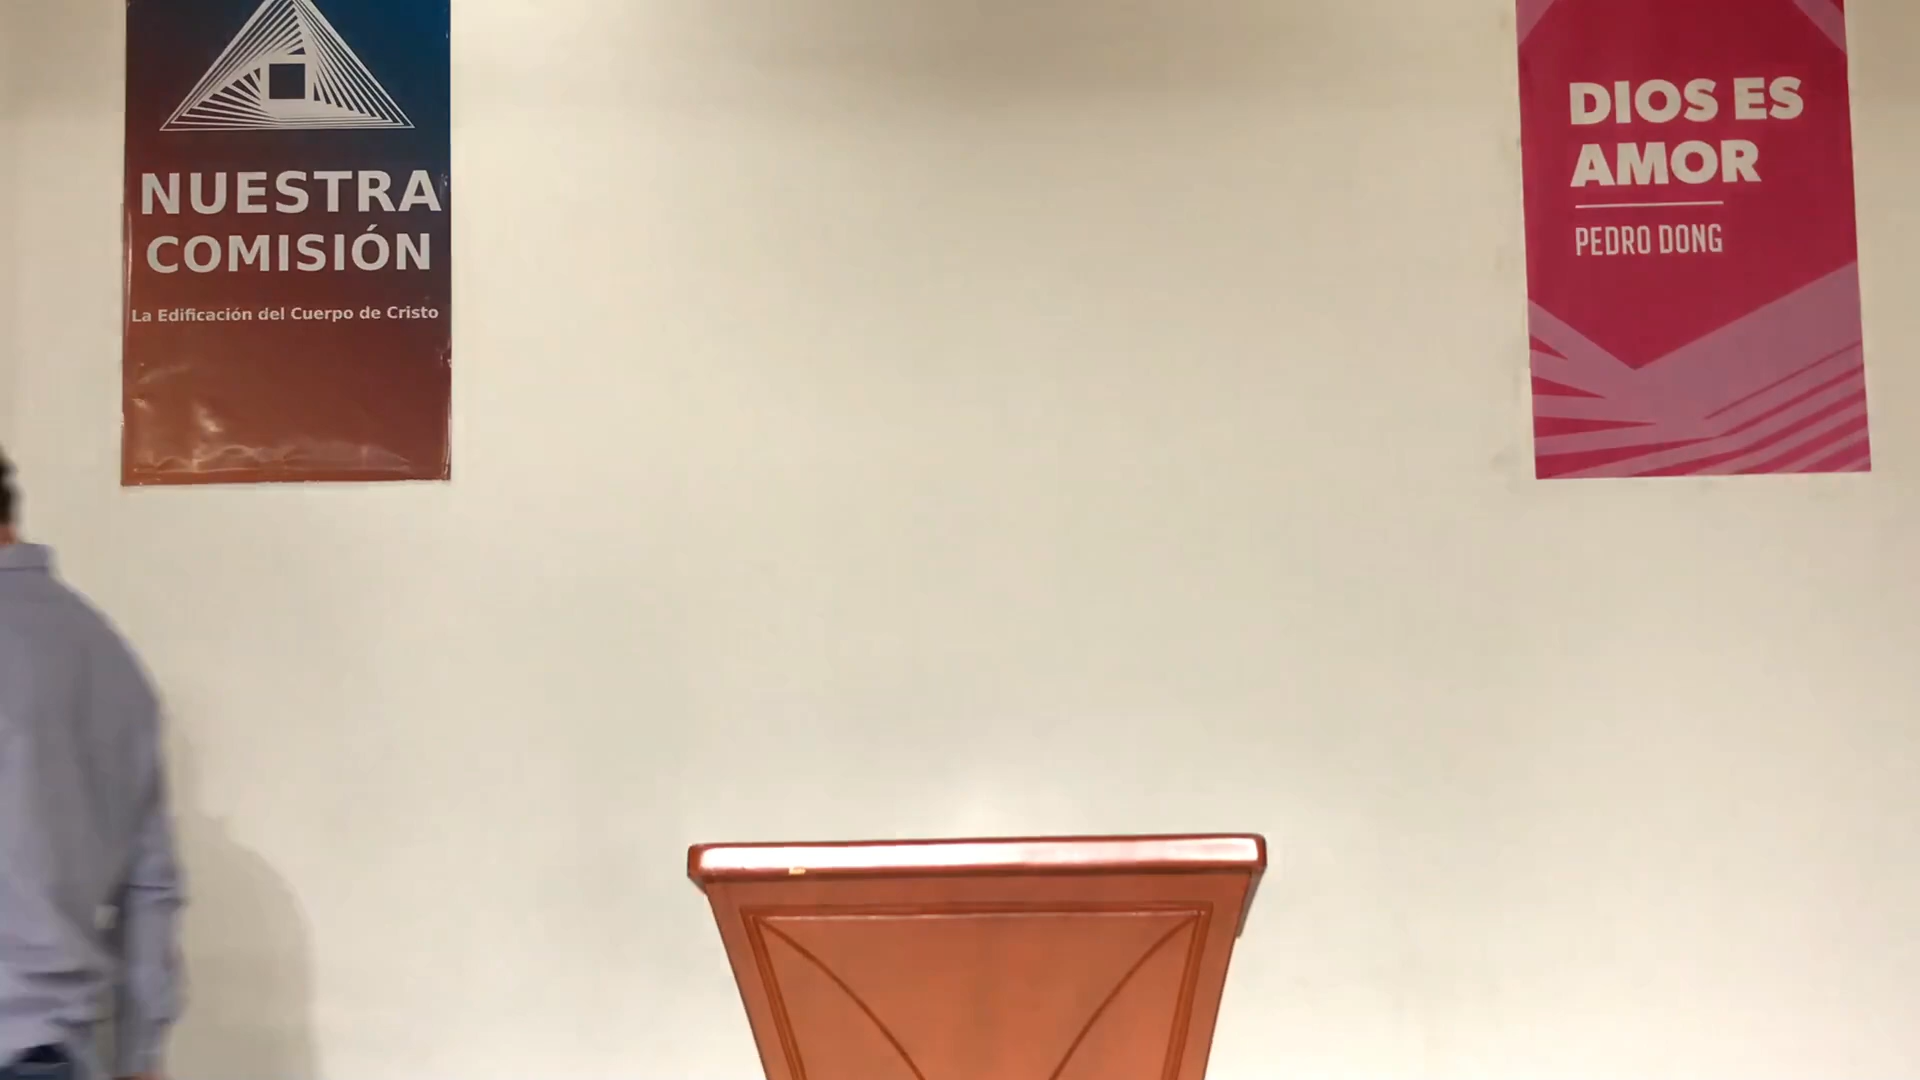 NUESTRA
COMISIÓN
La Edificación del Cuerpo de Cristo
DIOS ES
AMOR
PEDRO DONG